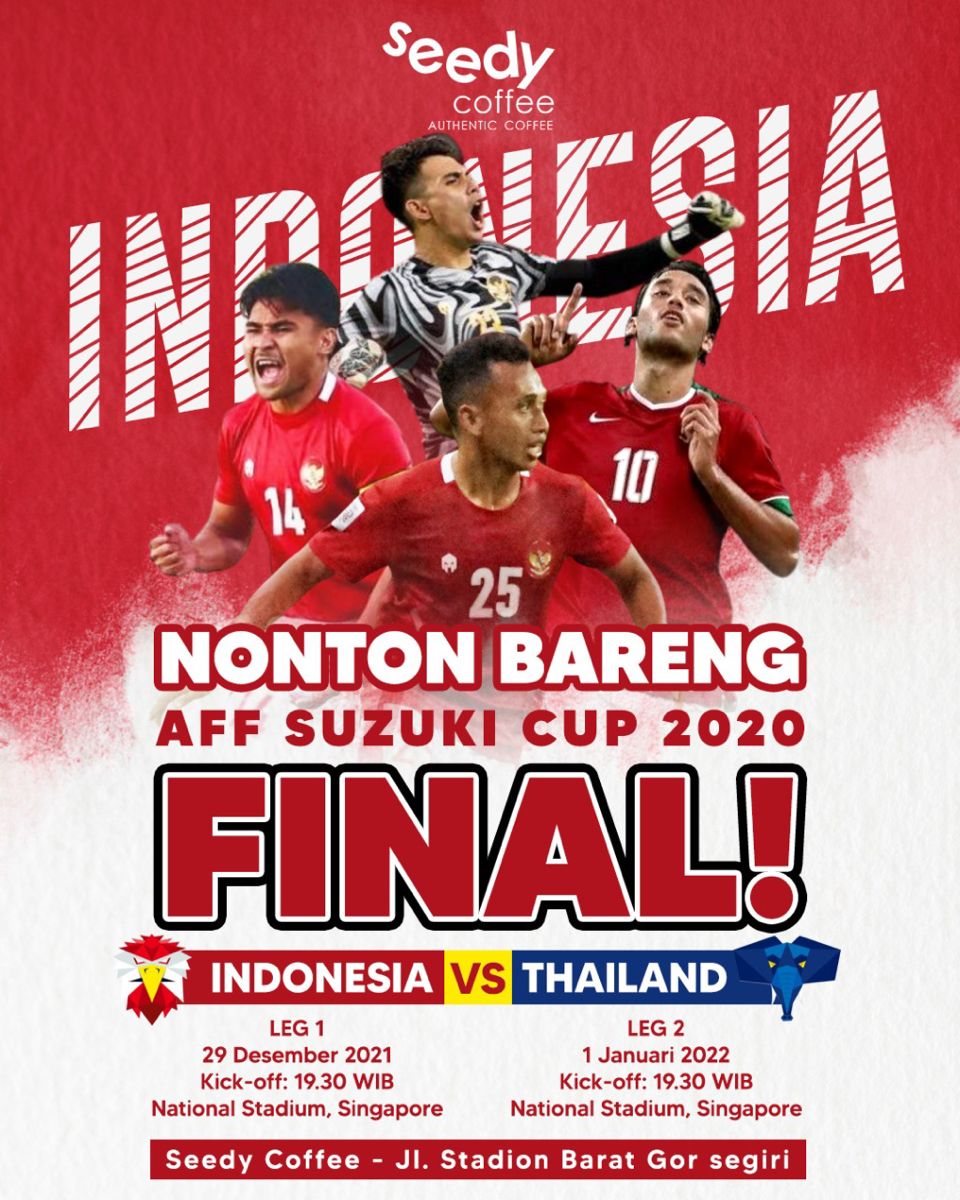 seedy
coffee
AUTHENTIC COFFEE
INDONESIA
14
10
25
NONTON BARENG
AFF SUZUKI CUP 2020
FINAL!
INDONESIA VS THAILAND
LEG 1
29 Desember 2021
Kick-off: 19.30 WIB
National Stadium, Singapore
LEG 2
1 Januari 2022
Kick-off: 19.30 WIB
National Stadium, Singapore
Seedy Coffee - Jl. Stadion Barat Gor segiri